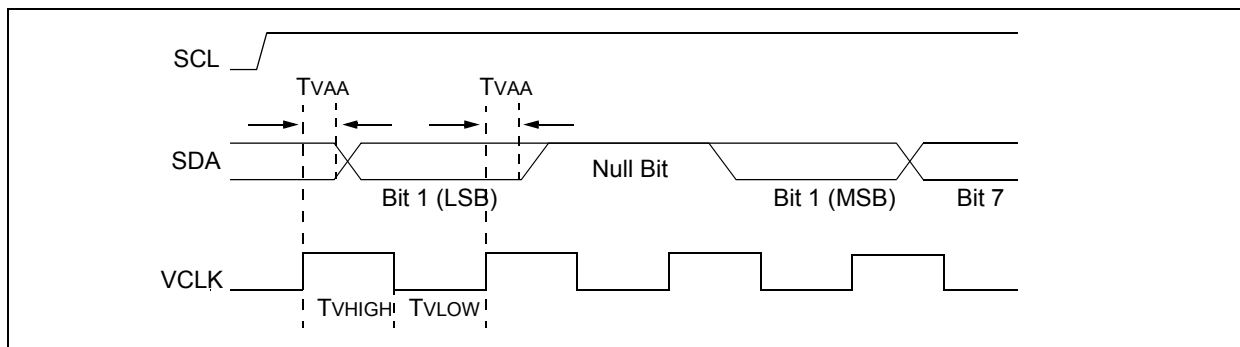 SCL
TVAA TVAA
SDA
Null Bit
Bit 1 (LSB) Bit 1 (MSB) Bit 7
VCLK
TVHIGH TVLOW